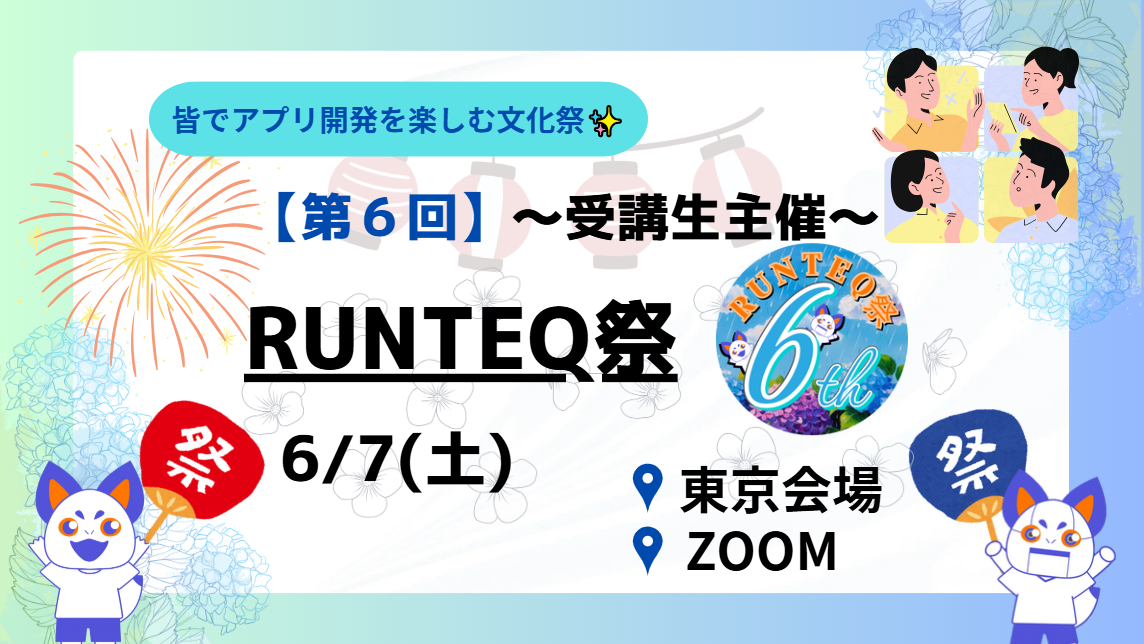 皆でアプリ開発を楽しむ文化祭✨
【第６回】～受講生主催～
RUNTEQ祭
RUNTEQ祭
6th
6/7(土)
祭
祭
東京会場
ZOOM